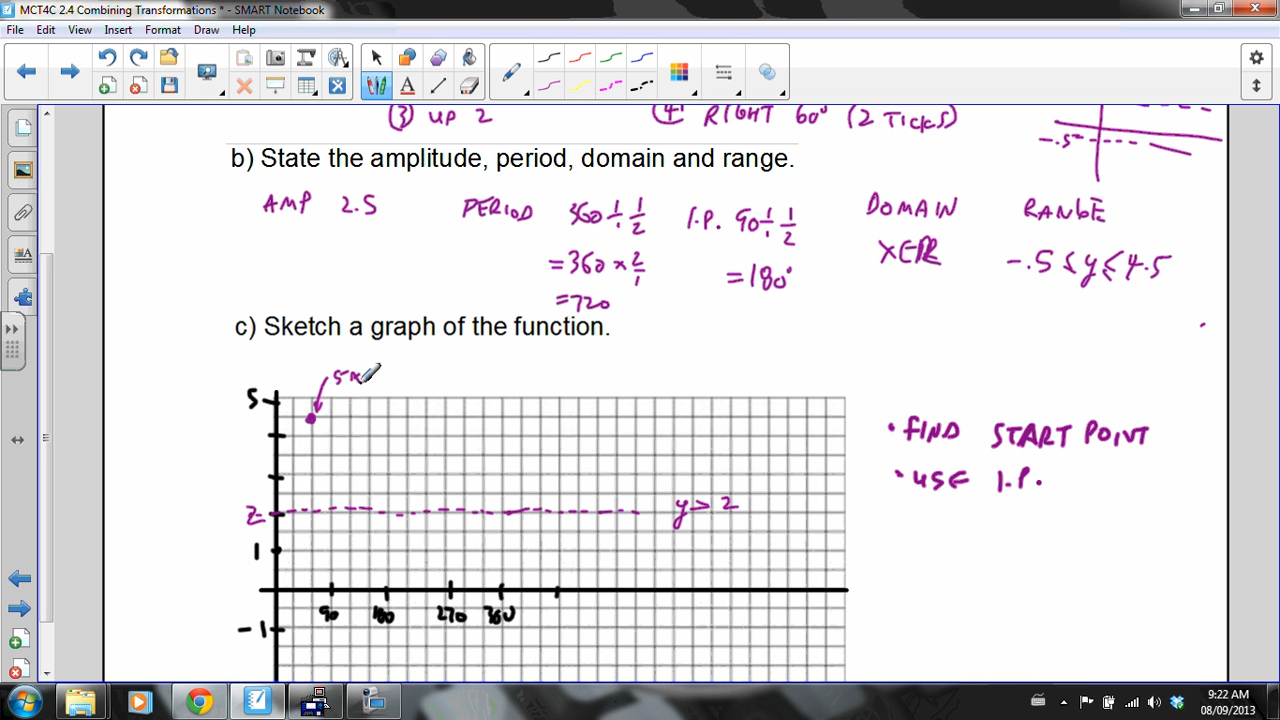 MCT4C 2.4 Combining Transformations * - SMART Notebook
File Edit View Insert Format Draw Help
③ UP 2 ④ RIGHT 60° (2 TICKS)
-.5
b) State the amplitude, period, domain and range.
AMP 2.5 PERIOD 360 ÷ 1/2 I.P. 90 ÷ 1/2 DOMAIN RANGE
= 360 × 2/1 = 180° XER -.5 ≤ y ≤ 4.5
= 720
c) Sketch a graph of the function.
5
• FIND START POINT
• USE I.P.
2 y = 2
1
90 180 270 360
-1
9:22 AM
08/09/2013